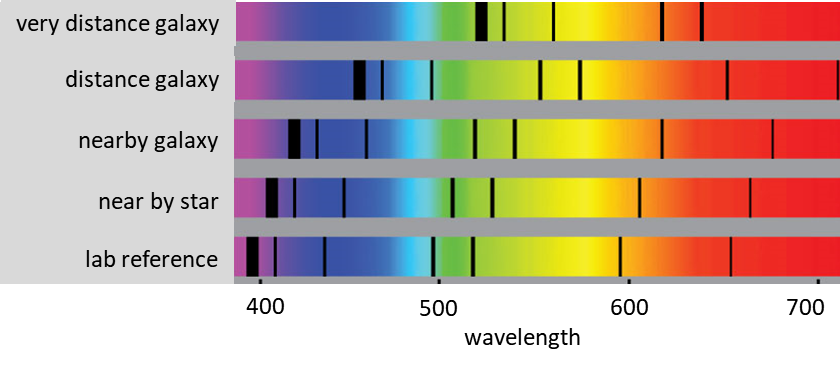 very distance galaxy
distance galaxy
nearby galaxy
near by star
lab reference
400 500 600 700
wavelength